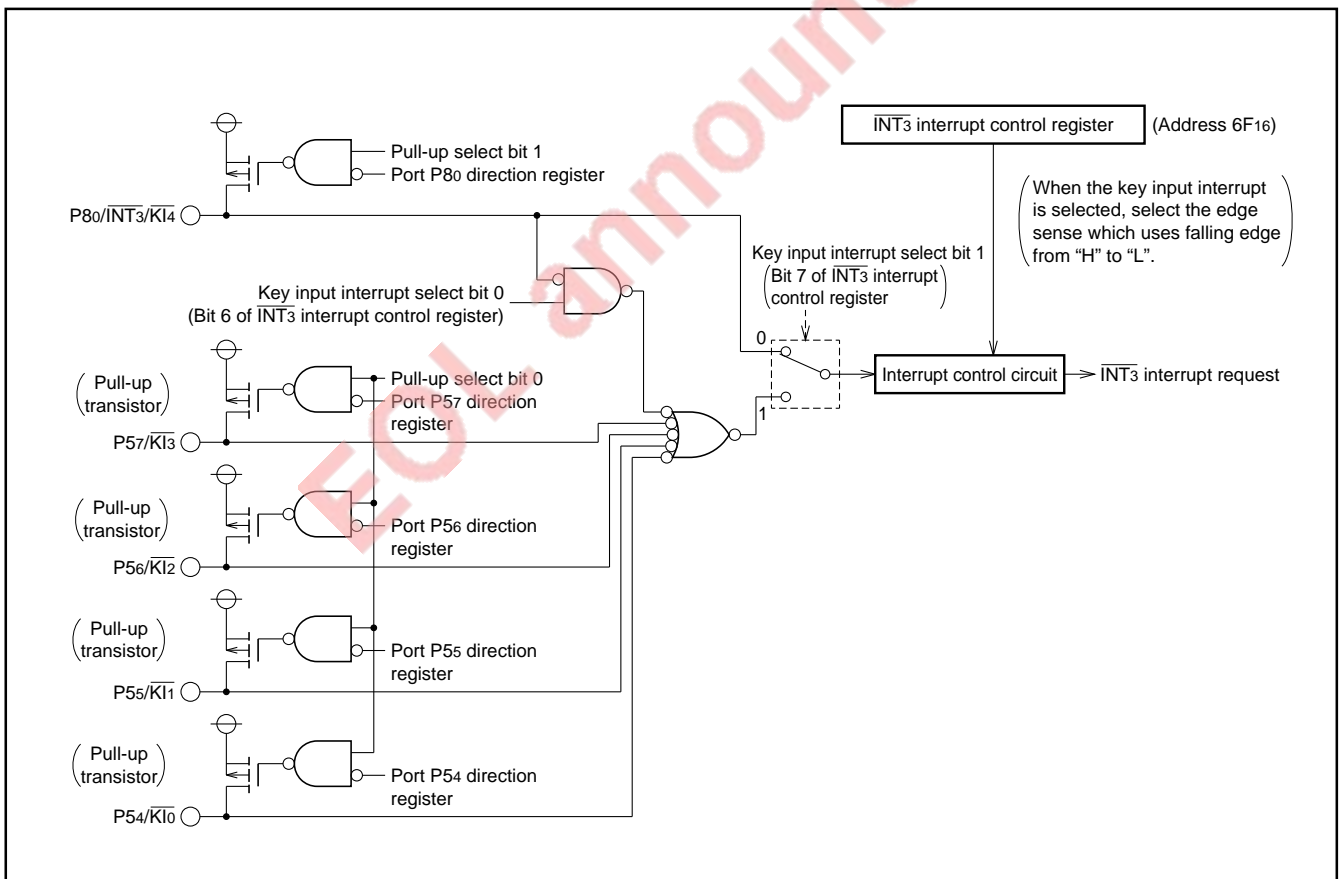 EOL announ
INT3 interrupt control register (Address 6F16)
Pull-up select bit 1
Port P80 direction register
P80/INT3/KI4
When the key input interrupt
is selected, select the edge
sense which uses falling edge
from “H” to “L”.
Key input interrupt select bit 1
(Bit 7 of INT3 interrupt
control register)
Key input interrupt select bit 0
(Bit 6 of INT3 interrupt control register)
0
1
Interrupt control circuit
INT3 interrupt request
(Pull-up
transistor)
Pull-up select bit 0
Port P57 direction
register
P57/KI3
(Pull-up
transistor)
Port P56 direction
register
P56/KI2
(Pull-up
transistor)
Port P55 direction
register
P55/KI1
(Pull-up
transistor)
Port P54 direction
register
P54/KI0